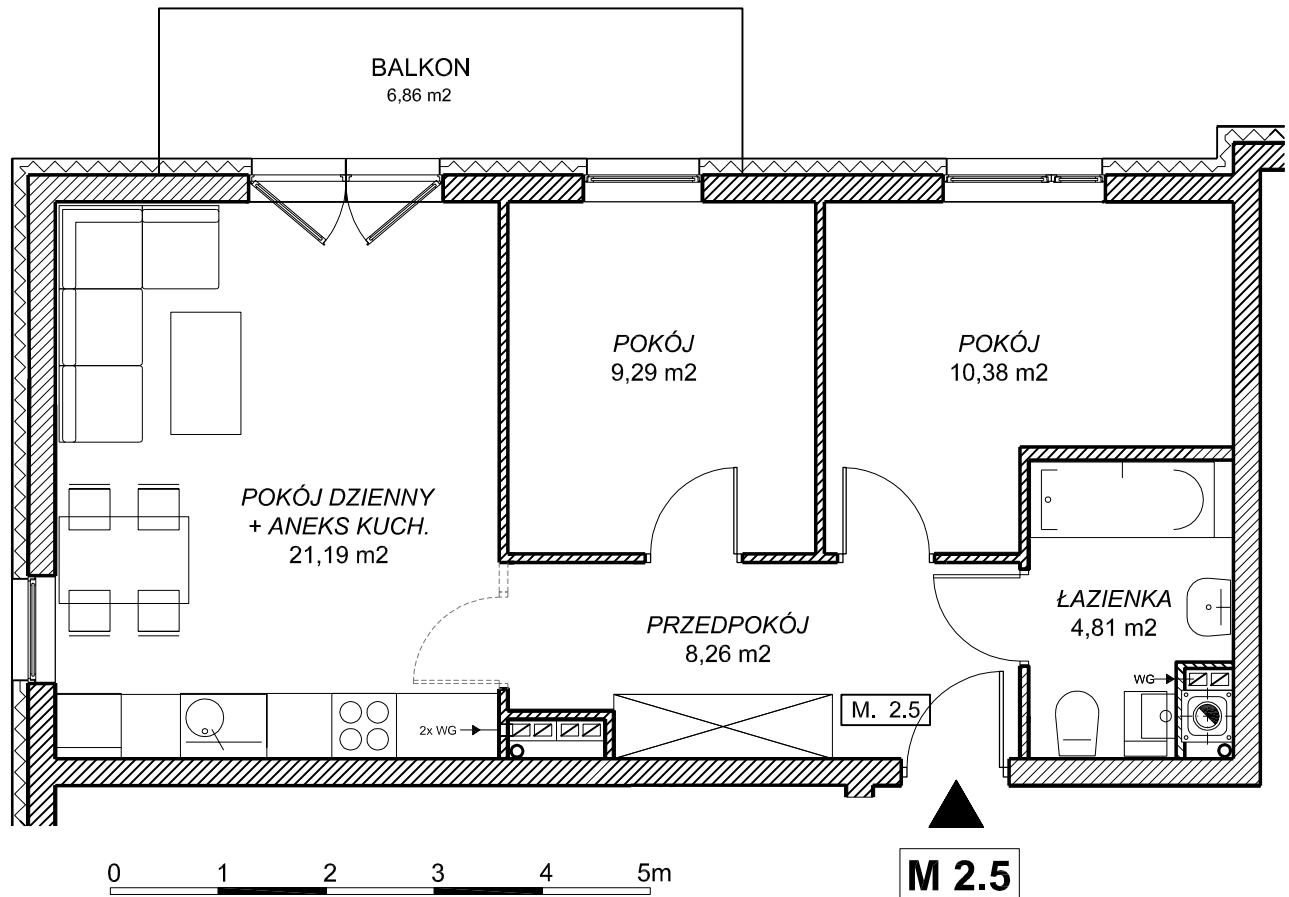 BALKON
6,86 m2
POKÓJ
9,29 m2
POKÓJ
10,38 m2
POKÓJ DZIENNY
+ ANEKS KUCH.
21,19 m2
PRZEDPOKÓJ
8,26 m2
ŁAZIENKA
4,81 m2
WG
M. 2.5
2x WG
0 1 2 3 4 5m
M 2.5